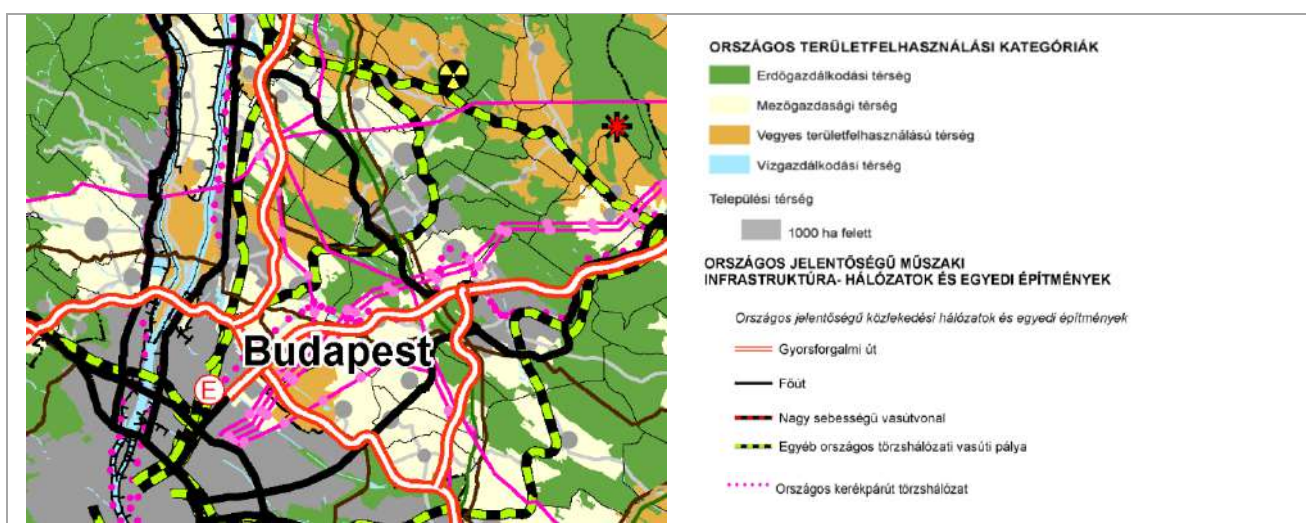 Budapest
E
ORSZÁGOS TERÜLETFELHASZNÁLÁSI KATEGÓRIÁK
Erdőgazdálkodási térség
Mezőgazdasági térség
Vegyes területfelhasználású térség
Vízgazdálkodási térség
Települési térség
1000 ha felett
ORSZÁGOS JELENTŐSÉGŰ MŰSZAKI
INFRASTRUKTÚRA- HÁLÓZATOK ÉS EGYEDI ÉPÍTMÉNYEK
Országos jelentőségű közlekedési hálózatok és egyedi építmények
Gyorsforgalmi út
Főút
Nagy sebességű vasútvonal
Egyéb országos törzshálózati vasúti pálya
Országos kerékpárút törzshálózat